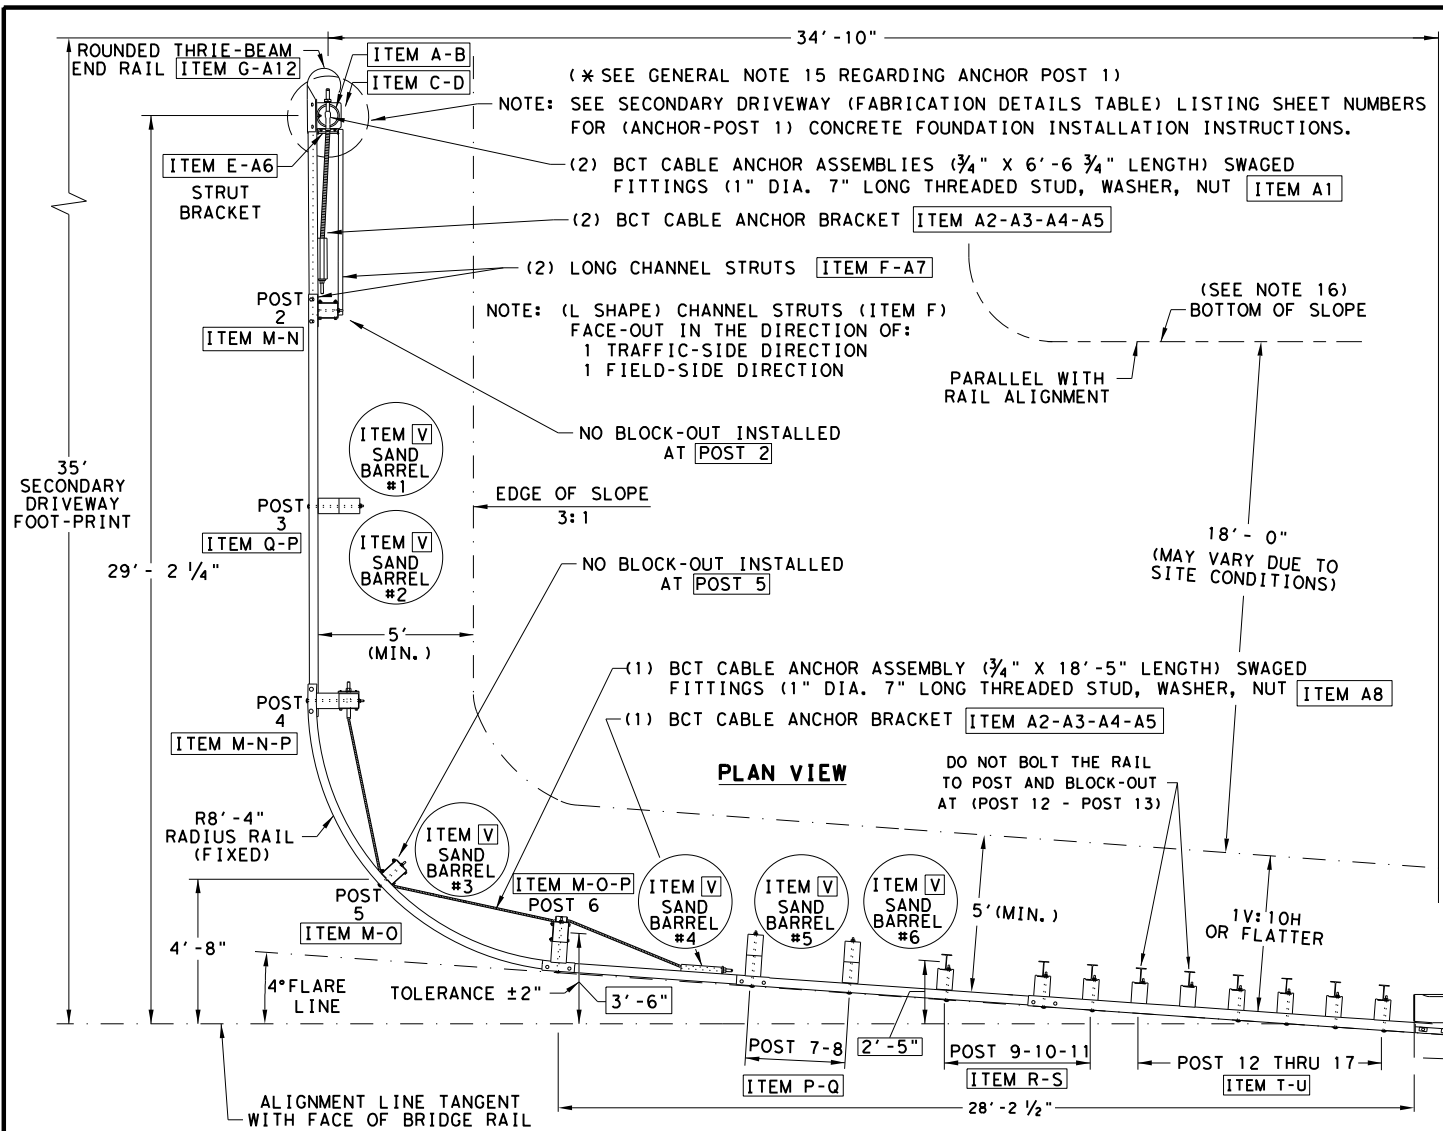 34'-10"
ROUNDED THRIE-BEAM
END RAIL ITEM G-A12
ITEM A-B
ITEM C-D
(* SEE GENERAL NOTE 15 REGARDING ANCHOR POST 1)
NOTE: SEE SECONDARY DRIVEWAY (FABRICATION DETAILS TABLE) LISTING SHEET NUMBERS
FOR (ANCHOR-POST 1) CONCRETE FOUNDATION INSTALLATION INSTRUCTIONS.
ITEM E-A6
STRUT
BRACKET
(2) BCT CABLE ANCHOR ASSEMBLIES (3/4" X 6'-6 3/4" LENGTH) SWAGED
FITTINGS (1" DIA. 7" LONG THREADED STUD, WASHER, NUT ITEM A1
(2) BCT CABLE ANCHOR BRACKET ITEM A2-A3-A4-A5
(2) LONG CHANNEL STRUTS ITEM F-A7
POST
2
ITEM M-N
NOTE: (L SHAPE) CHANNEL STRUTS (ITEM F)
FACE-OUT IN THE DIRECTION OF:
1 TRAFFIC-SIDE DIRECTION
1 FIELD-SIDE DIRECTION
(SEE NOTE 16)
BOTTOM OF SLOPE
PARALLEL WITH
RAIL ALIGNMENT
ITEM V
SAND
BARREL
#1
NO BLOCK-OUT INSTALLED
AT POST 2
35'
SECONDARY
DRIVEWAY
FOOT-PRINT
POST
3
ITEM Q-P
EDGE OF SLOPE
3:1
ITEM V
SAND
BARREL
#2
29'- 2 1/4"
NO BLOCK-OUT INSTALLED
AT POST 5
18'- 0"
(MAY VARY DUE TO
SITE CONDITIONS)
5'
(MIN.)
POST
4
ITEM M-N-P
(1) BCT CABLE ANCHOR ASSEMBLY (3/4" X 18'-5" LENGTH) SWAGED
FITTINGS (1" DIA. 7" LONG THREADED STUD, WASHER, NUT ITEM A8
(1) BCT CABLE ANCHOR BRACKET ITEM A2-A3-A4-A5
PLAN VIEW
DO NOT BOLT THE RAIL
TO POST AND BLOCK-OUT
AT (POST 12 - POST 13)
R8'-4"
RADIUS RAIL
(FIXED)
ITEM V
SAND
BARREL
#3
POST
5
ITEM M-O
ITEM M-O-P
POST 6
ITEM V
SAND
BARREL
#4
ITEM V
SAND
BARREL
#5
ITEM V
SAND
BARREL
#6
5'(MIN.)
1V:10H
OR FLATTER
4'-8"
4° FLARE
LINE
TOLERANCE ±2"
3'-6"
2'-5"
POST 7-8
ITEM P-Q
POST 9-10-11
ITEM R-S
POST 12 THRU 17
ITEM T-U
28'-2 1/2"
ALIGNMENT LINE TANGENT
WITH FACE OF BRIDGE RAIL